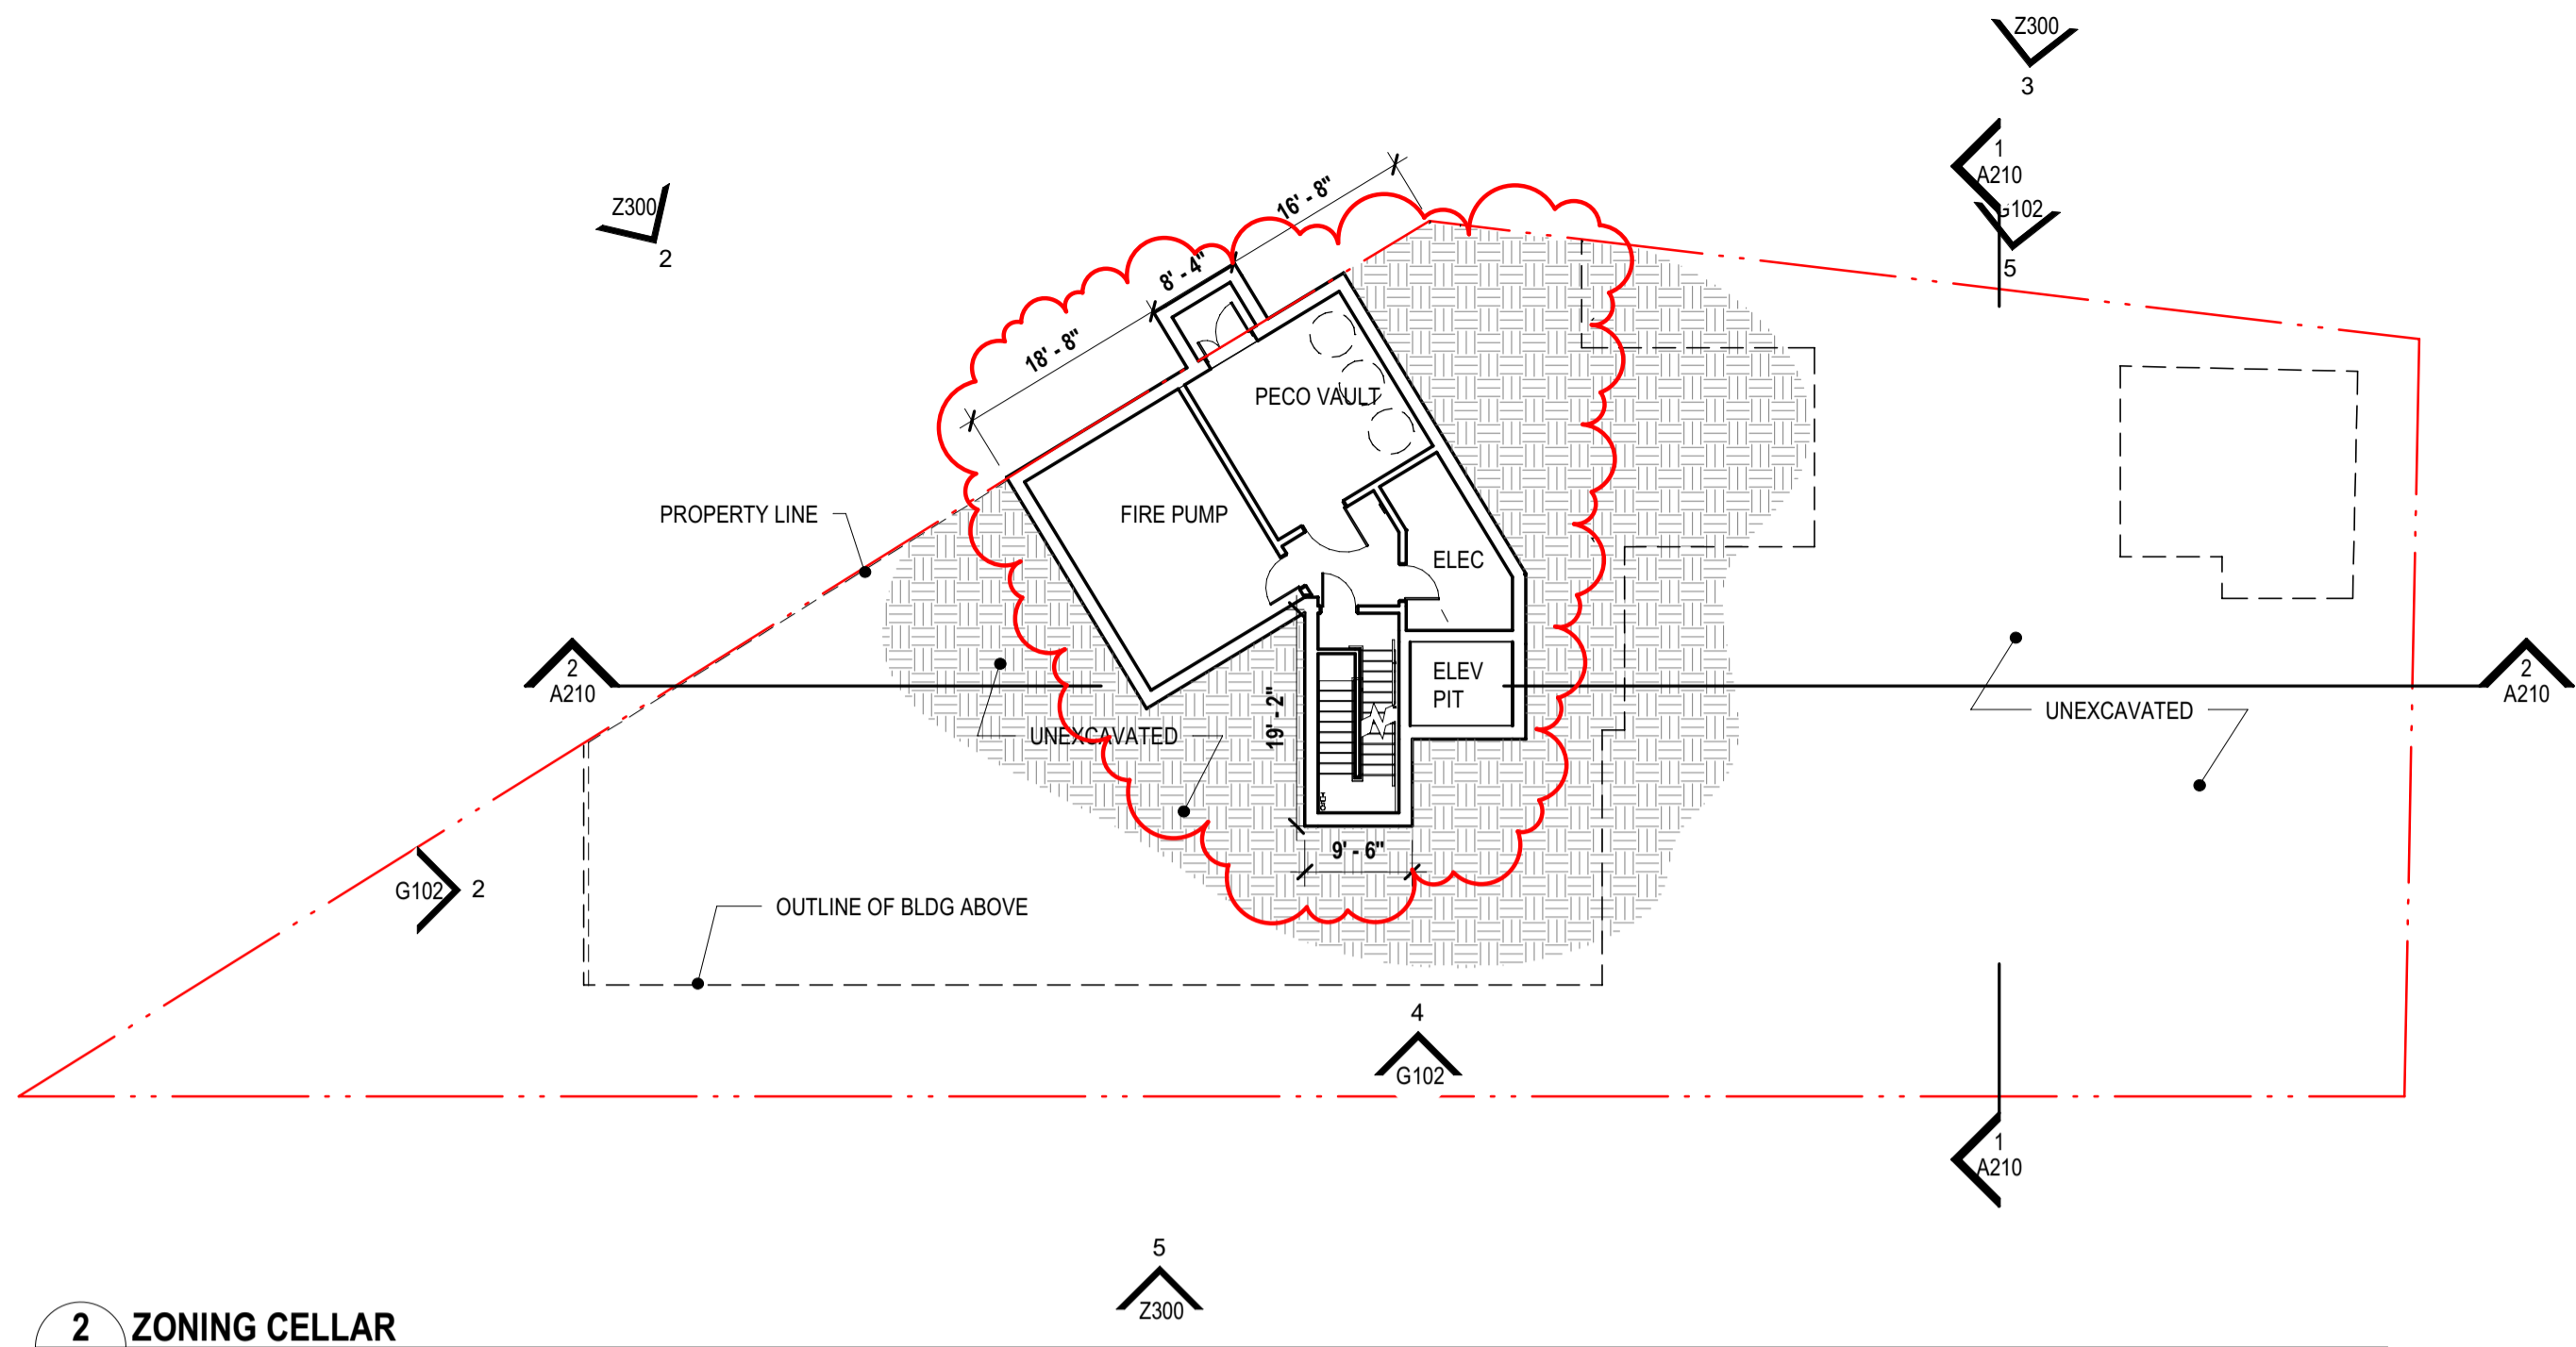 Z300
3
1
A210
G102
5
Z300
2
16' - 8"
8' - 4"
18' - 8"
PECO VAULT
PROPERTY LINE
FIRE PUMP
ELEC
2
A210
ELEV
PIT
2
A210
19' - 2"
UNEXCAVATED
UNEXCAVATED
9' - 6"
G102
2
OUTLINE OF BLDG ABOVE
4
G102
1
A210
5
Z300
2
ZONING CELLAR